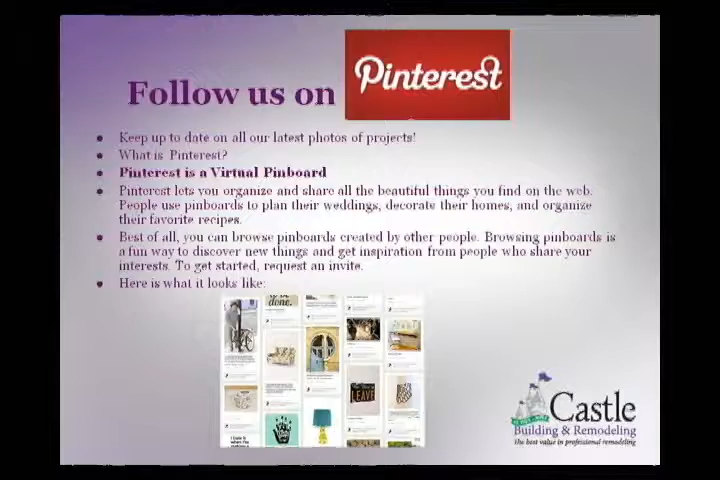 Follow us on Pinterest
Keep up to date on all our latest photos of projects!
What is Pinterest?
Pinterest is a Virtual Pinboard
Pinterest lets you organize and share all the beautiful things you find on the web.
People use pinboards to plan their weddings, decorate their homes, and organize
their favorite recipes.
Best of all, you can browse pinboards created by other people. Browsing pinboards is
a fun way to discover new things and get inspiration from people who share your
interests. To get started, request an invite.
Here is what it looks like:
done.
LEAVE
Castle
Building & Remodeling
the best value in professional remodeling